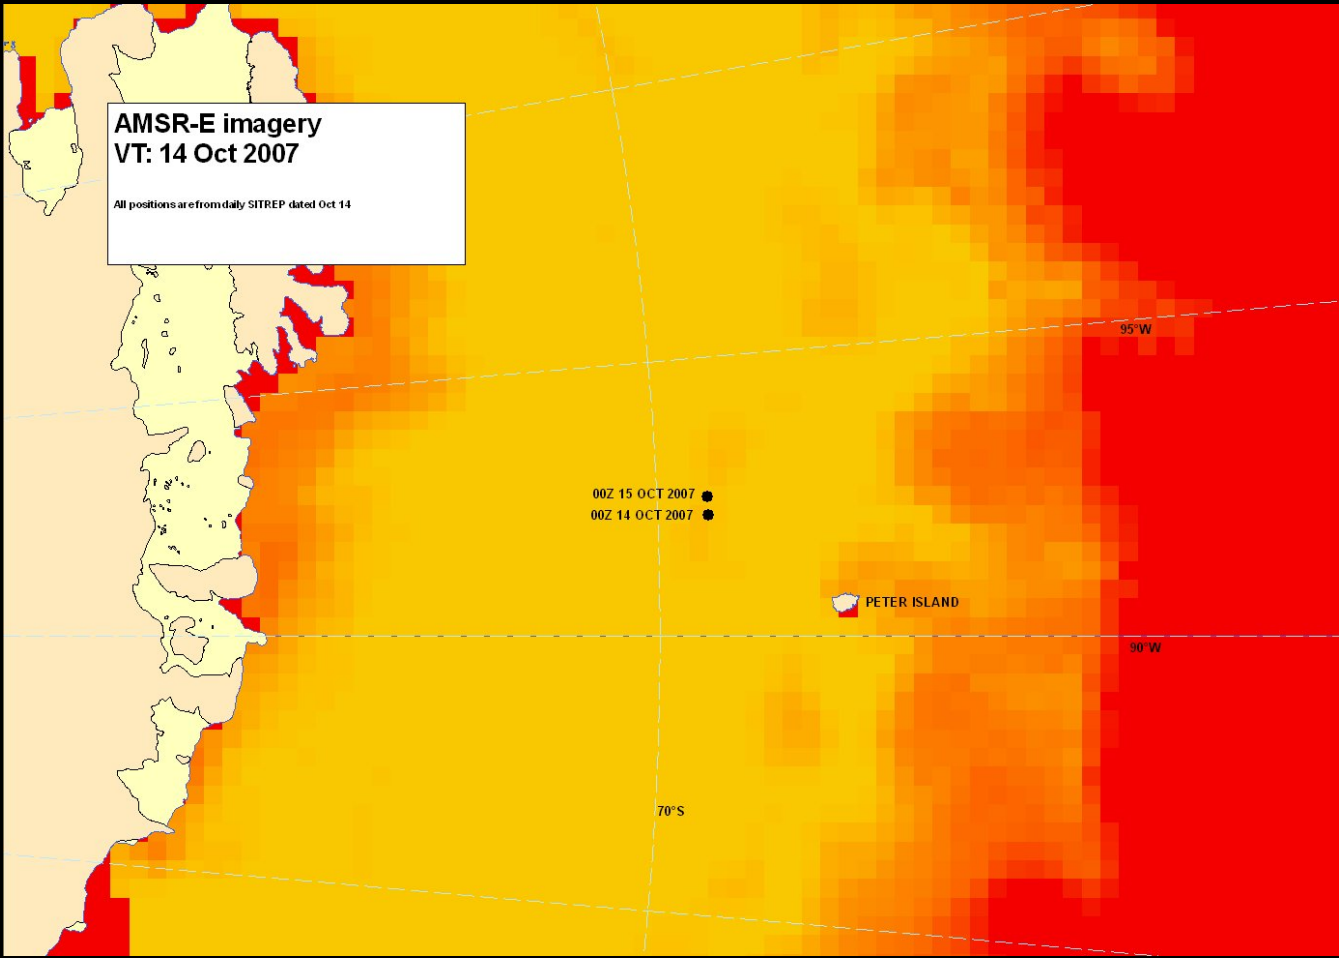 AMSR-E imagery
VT: 14 Oct 2007
All positions are from daily SITREP dated Oct 14
95°W
00Z 15 OCT 2007
00Z 14 OCT 2007
PETER ISLAND
90°W
70°S